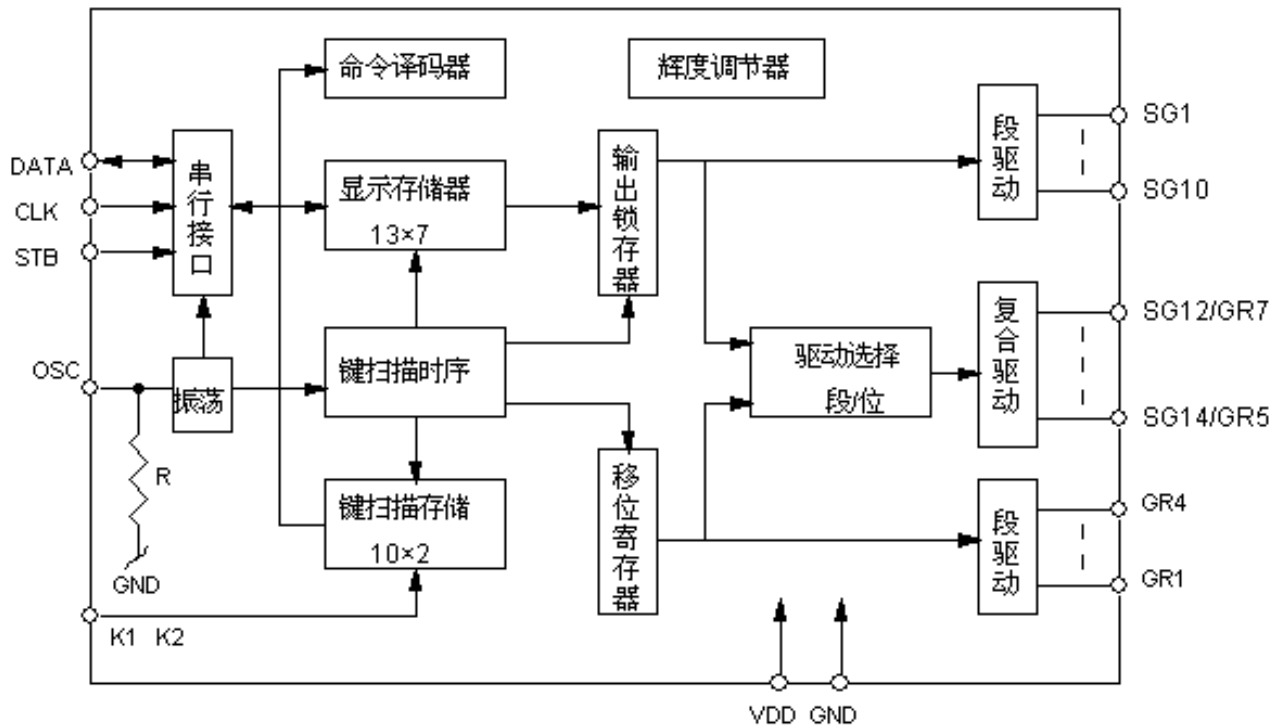 命令译码器
辉度调节器
DATA
CLK
STB
串行接口
显示存储器
13×7
输出锁存器
段驱动
SG1
SG10
OSC
振荡
键扫描时序
驱动选择
段/位
复合驱动
SG12/GR7
SG14/GR5
R
GND
键扫描存储
10×2
移位寄存器
段驱动
GR4
GR1
K1 K2
VDD GND